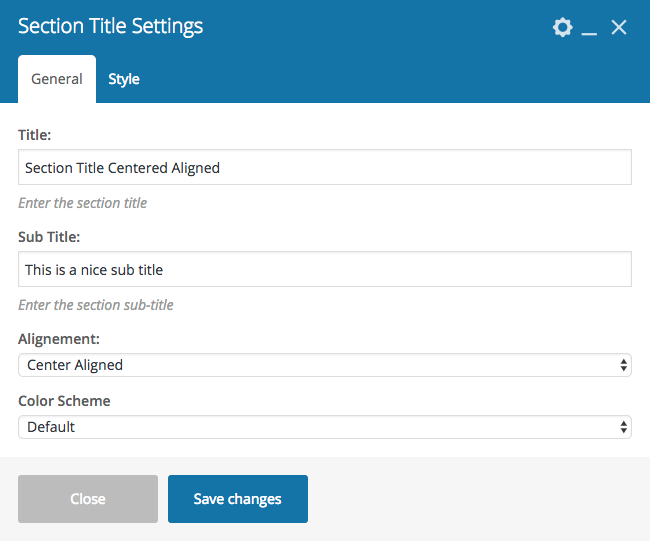 Section Title Settings
General
Style
Title:
Section Title Centered Aligned
Enter the section title
Sub Title:
This is a nice sub title
Enter the section sub-title
Alignement:
Center Aligned
Color Scheme
Default
Close
Save changes